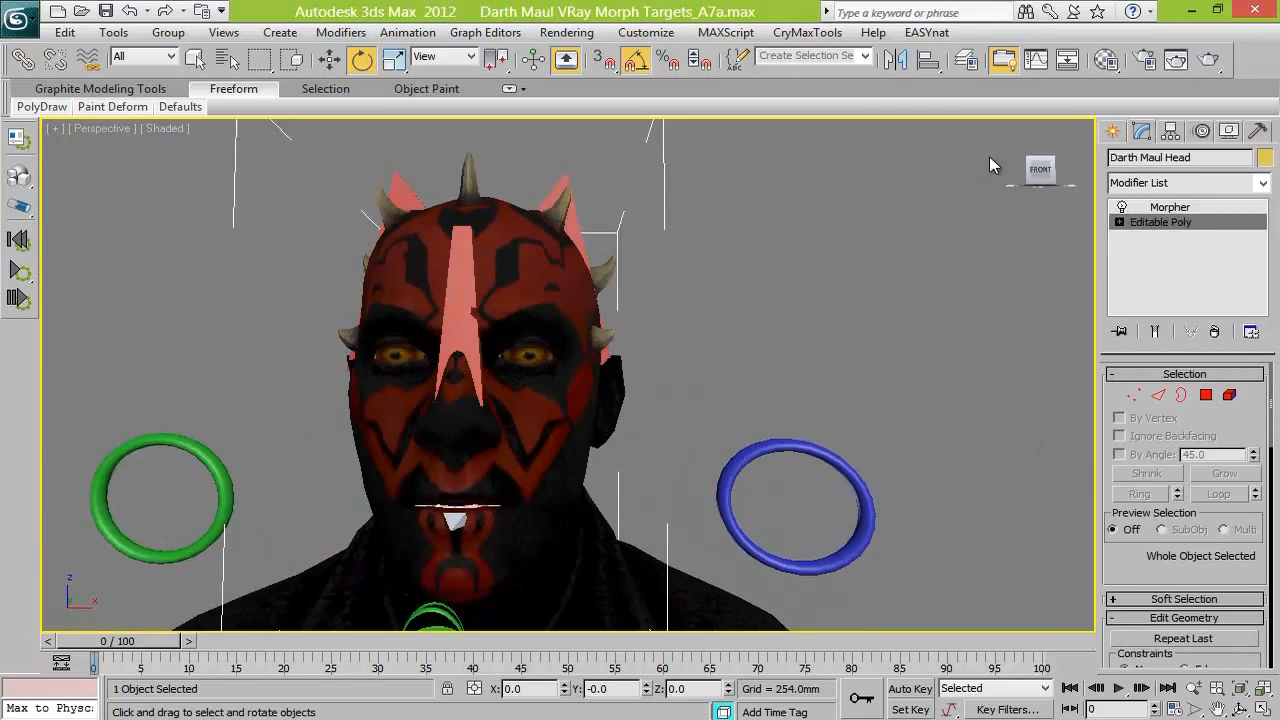 Autodesk 3ds Max 2012 Darth Maul VRay Morph Targets_A7a.max
Type a keyword or phrase
Edit Tools Group Views Create Modifiers Animation Graph Editors Rendering Customize MAXScript CryMaxTools Help EASYnat
All View 3 Create Selection Se
Graphite Modeling Tools Freeform Selection Object Paint
PolyDraw Paint Deform Defaults
[ + ] [ Perspective ] [ Shaded ]
FRONT
Darth Maul Head
Modifier List
Morpher
Editable Poly
- Selection
By Vertex
Ignore Backfacing
By Angle: 45.0
Shrink Grow
Ring Loop
Preview Selection
Off SubObj Multi
Whole Object Selected
+ Soft Selection
- Edit Geometry
Repeat Last
Constraints
z
x
< 0 / 100 >
0 5 10 15 20 25 30 35 40 45 50 55 60 65 70 75 80 85 90 95 100
1 Object Selected X: 0.0 Y: -0.0 Z: 0.0 Grid = 254.0mm Auto Key Selected
Max to Physc Click and drag to select and rotate objects Add Time Tag Set Key Key Filters... 0